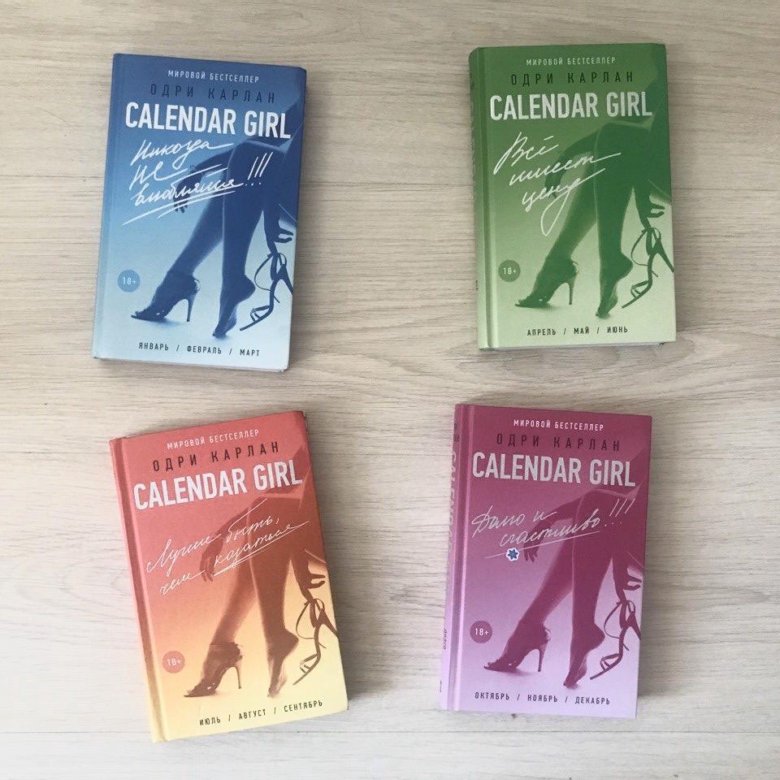 МИРОВОЙ БЕСТСЕЛЛЕР
ОДРИ КАРЛАН
CALENDAR GIRL
Никогда
НЕ
влюбляйся!!!
18+
ЯНВАРЬ / ФЕВРАЛЬ / МАРТ
МИРОВОЙ БЕСТСЕЛЛЕР
ОДРИ КАРЛАН
CALENDAR GIRL
Всё
имеет
цену
18+
АПРЕЛЬ / МАЙ / ИЮНЬ
МИРОВОЙ БЕСТСЕЛЛЕР
ОДРИ КАРЛАН
CALENDAR GIRL
Лучше быть,
чем казаться
18+
ИЮЛЬ / АВГУСТ / СЕНТЯБРЬ
МИРОВОЙ БЕСТСЕЛЛЕР
ОДРИ КАРЛАН
CALENDAR GIRL
и
счастливо!!!
18+
ОКТЯБРЬ / НОЯБРЬ / ДЕКАБРЬ